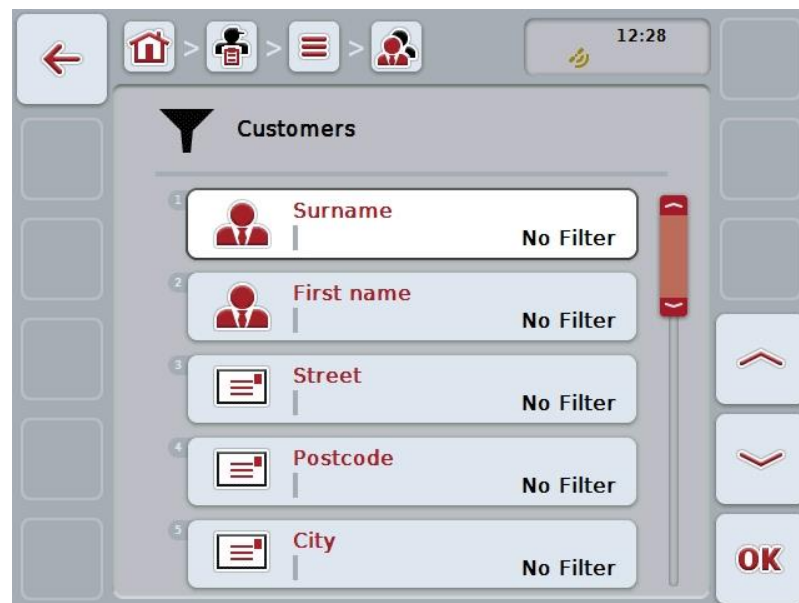 12:28
Customers
1
Surname
No Filter
2
First name
No Filter
3
Street
No Filter
4
Postcode
No Filter
5
City
No Filter
OK